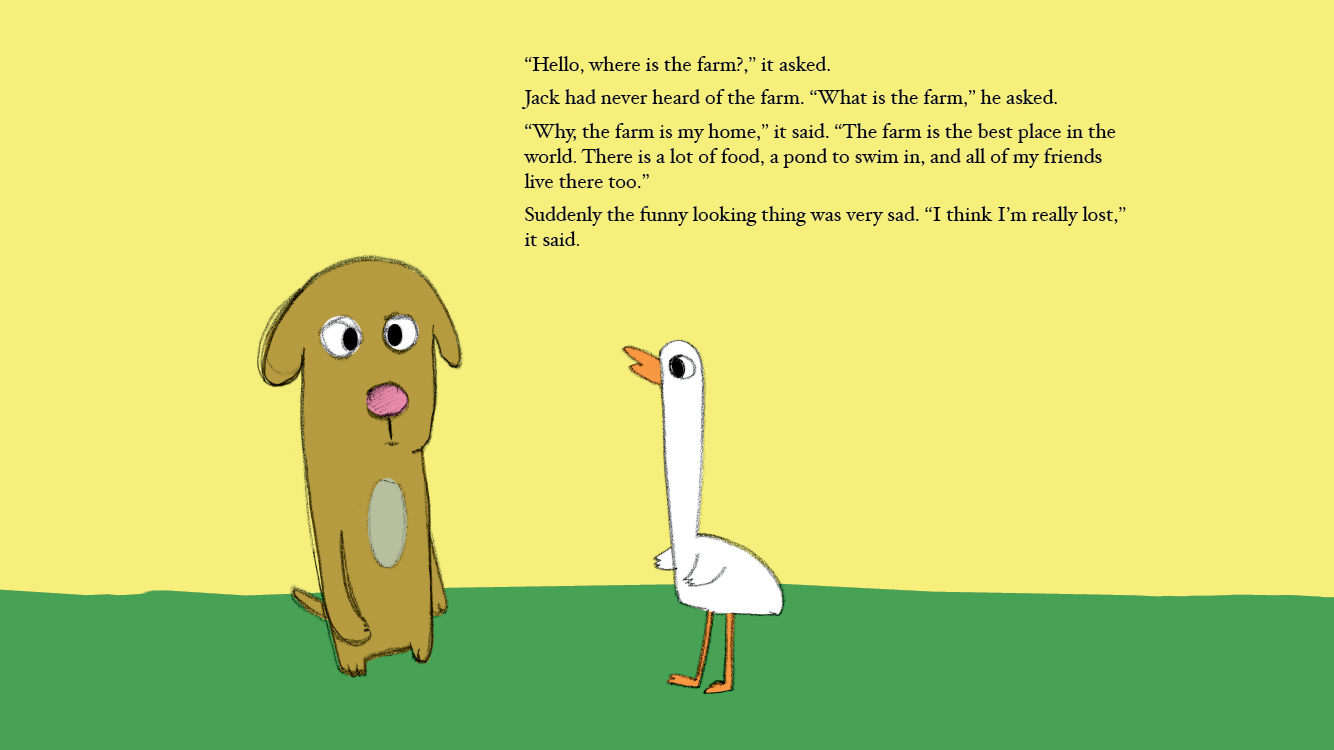 “Hello, where is the farm?,” it asked.
Jack had never heard of the farm. “What is the farm,” he asked.
“Why, the farm is my home,” it said. “The farm is the best place in the
world. There is a lot of food, a pond to swim in, and all of my friends
live there too.”
Suddenly the funny looking thing was very sad. “I think I’m really lost,”
it said.